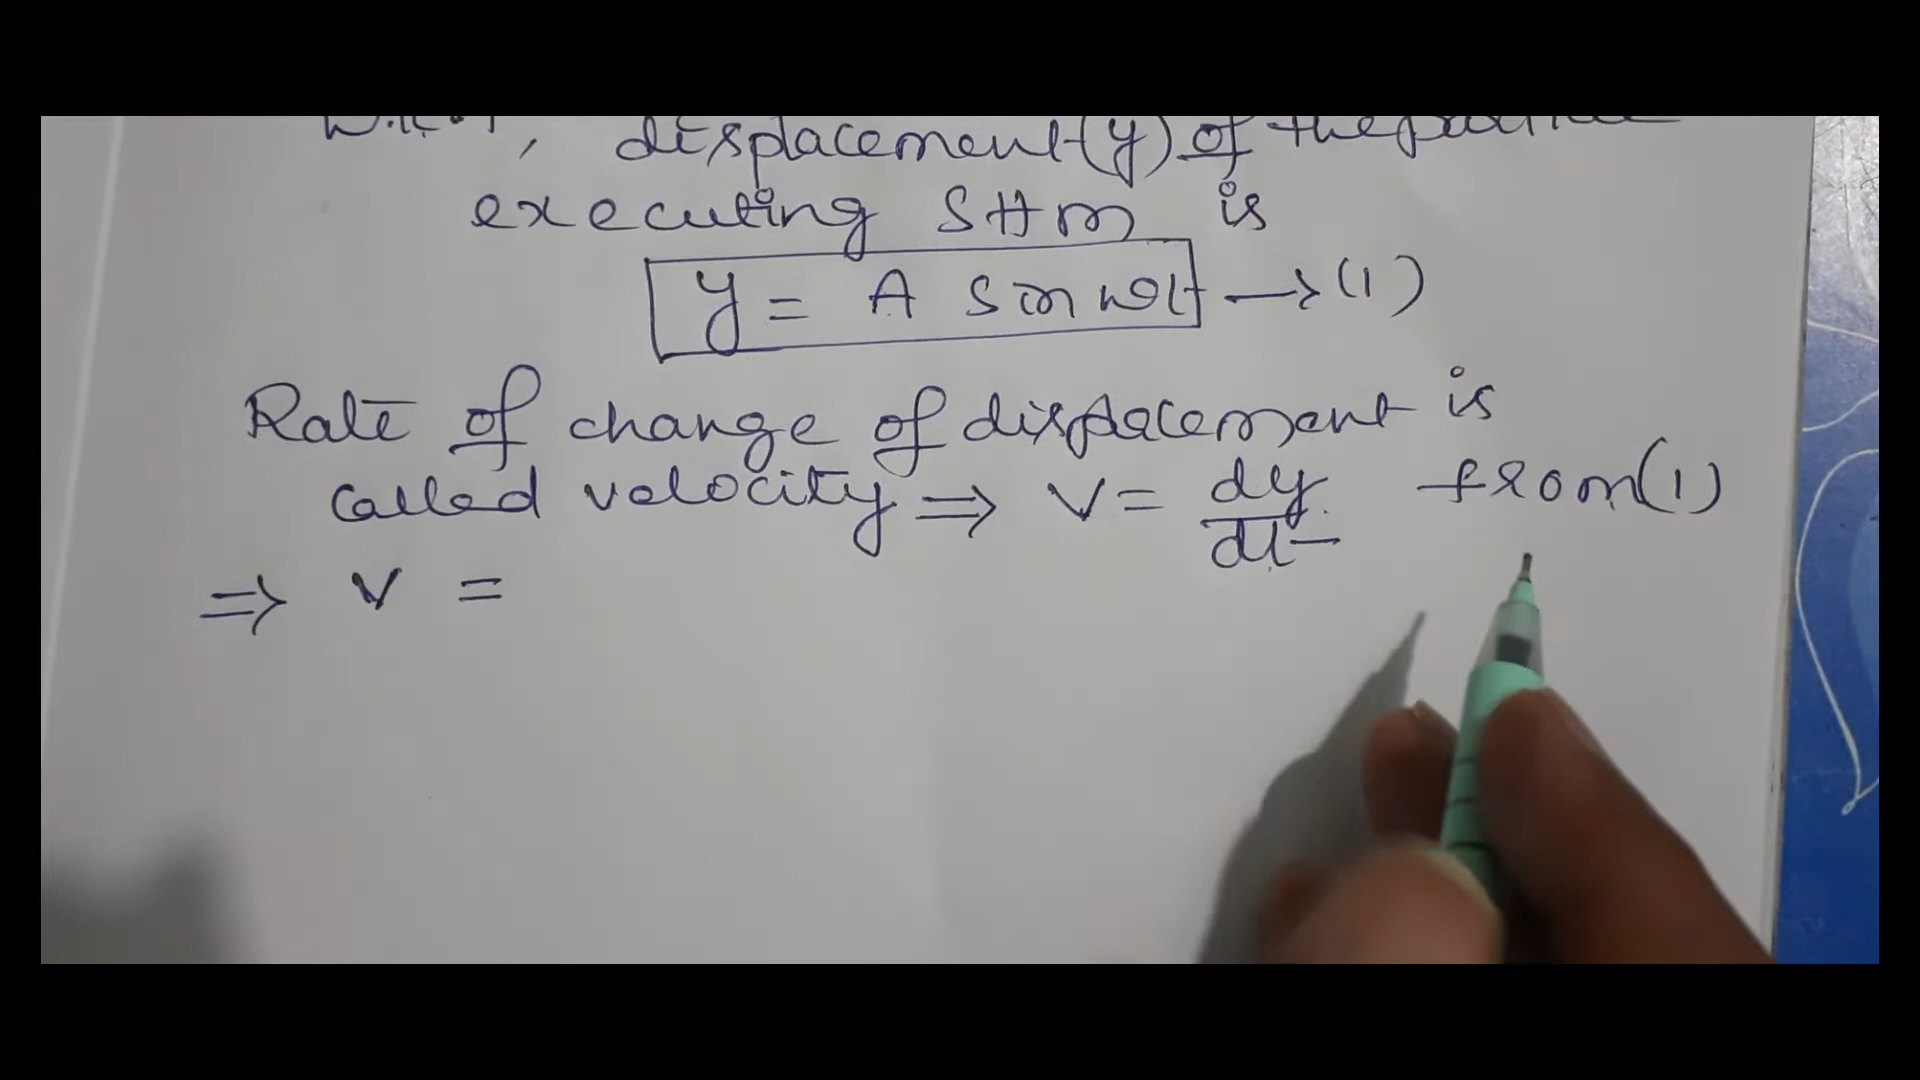 W.K.T, displacement (y) of the particle
executing SHM is
y = A Sin ωt → (1)
Rate of change of displacement is
called velocity ⇒ V = dy/dt from (1)
⇒ V =